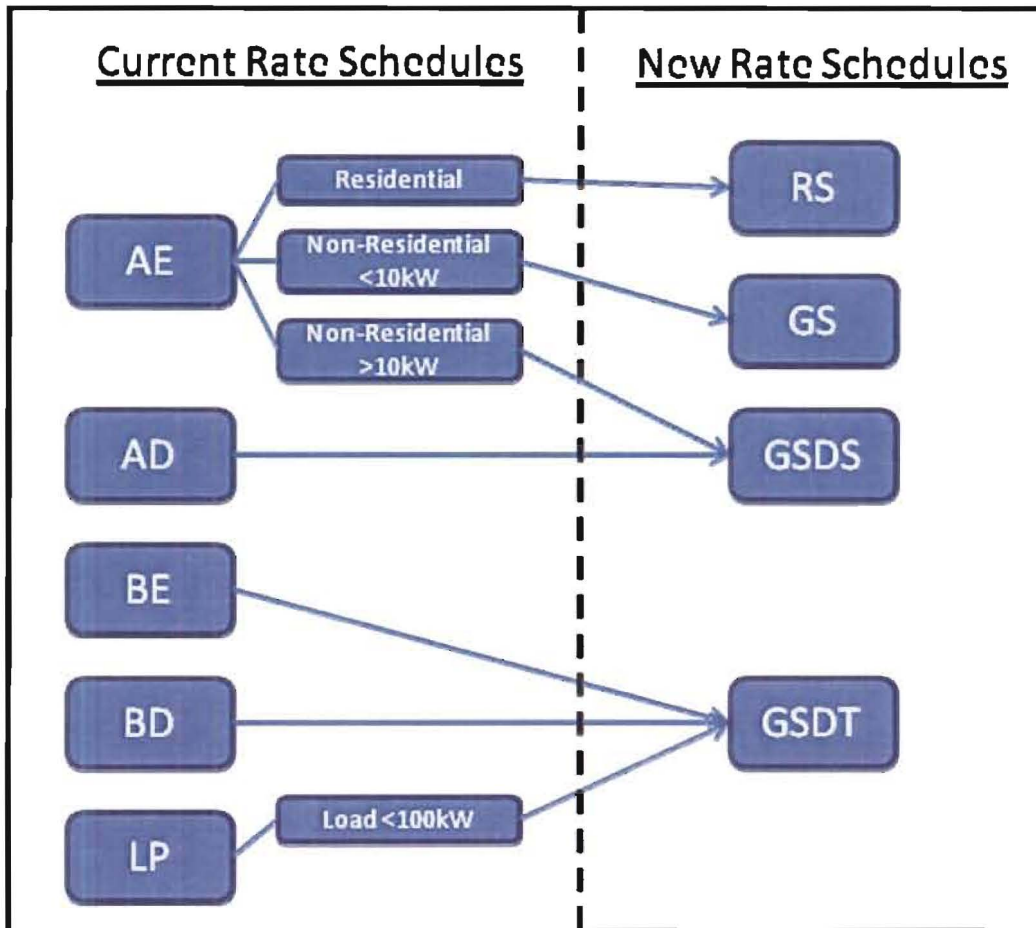 Current Rate Schedules
New Rate Schedules
Residential
RS
AE
Non-Residential
<10kW
GS
Non-Residential
>10kW
AD
GSDS
BE
BD
GSDT
Load <100kW
LP